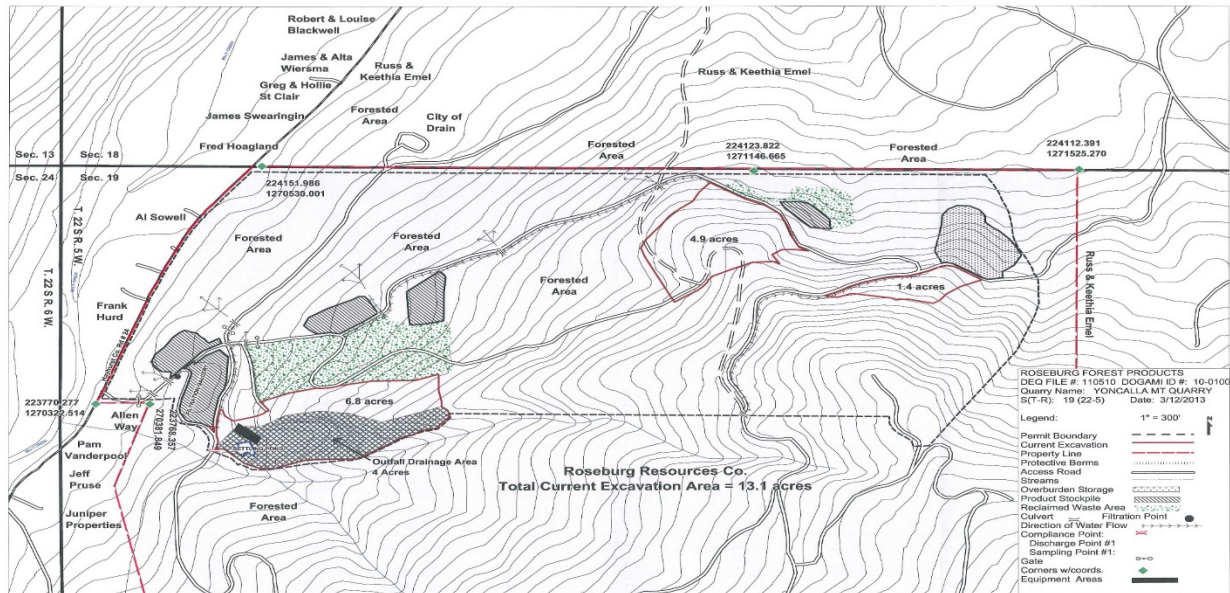 Robert & Louise
Blackwell
James & Alta
Wiersma
Greg & Hollie
St Clair
James Swearingin
Fred Hoagland
Russ &
Keethia Emel
Forested
Area
City of
Drain
Russ & Keethia Emel
Forested
Area
224123.822
1271146.665
Forested
Area
224112.391
1271525.270
Sec. 13
Sec. 18
Sec. 24
Sec. 19
224151.986
1270530.001
T. 22 S R. 5 W.
T. 22 S R. 6 W.
Al Sowell
Forested
Area
Forested
Area
Forested
Area
4.9 acres
1.4 acres
Russ & Keethia Emel
Frank
Hurd
223770.277
1270322.514
Allen
Way
223768.357
270381.849
6.8 acres
Pam
Vanderpool
Jeff
Pruse
Juniper
Properties
Outfall Drainage Area
4 Acres
Forested
Area
Roseburg Resources Co.
Total Current Excavation Area = 13.1 acres
ROSEBURG FOREST PRODUCTS
DEQ FILE #: 110510 DOGAMI ID #: 10-0100
Quarry Name: YONCALLA MT QUARRY
S(T-R): 19 (22-5) Date: 3/12/2013
Legend: 1" = 300'
Permit Boundary
Current Excavation
Property Line
Protective Berms
Access Road
Streams
Overburden Storage
Product Stockpile
Reclaimed Waste Area
Culvert Filtration Point
Direction of Water Flow
Compliance Point:
Discharge Point #1
Sampling Point #1:
Gate
Corners w/coords.
Equipment Areas